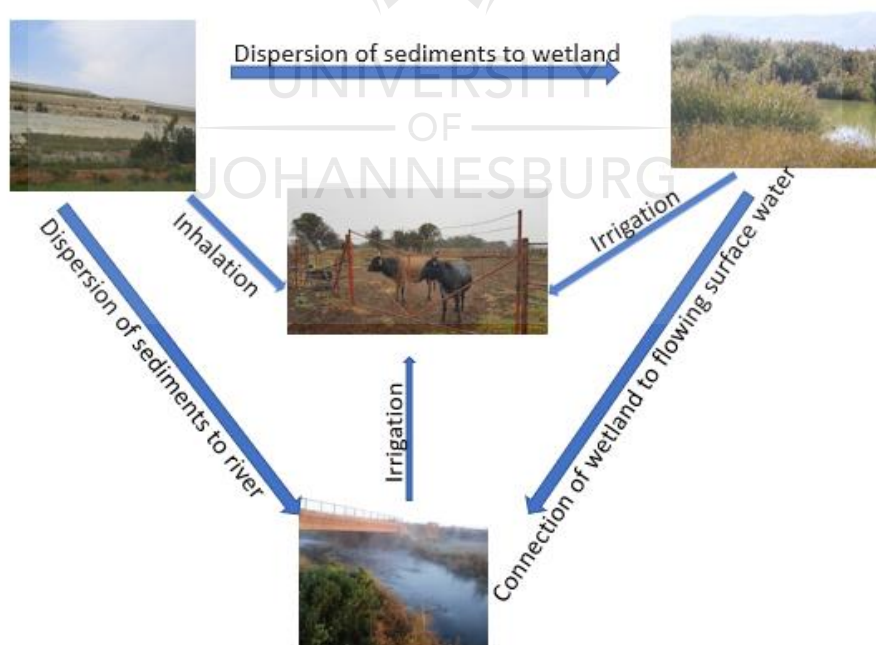 Dispersion of sediments to wetland
UNIVERSITY
OF
JOHANNESBURG
Inhalation
Irrigation
Dispersion of sediments to river
Irrigation
Connection of wetland to flowing surface water